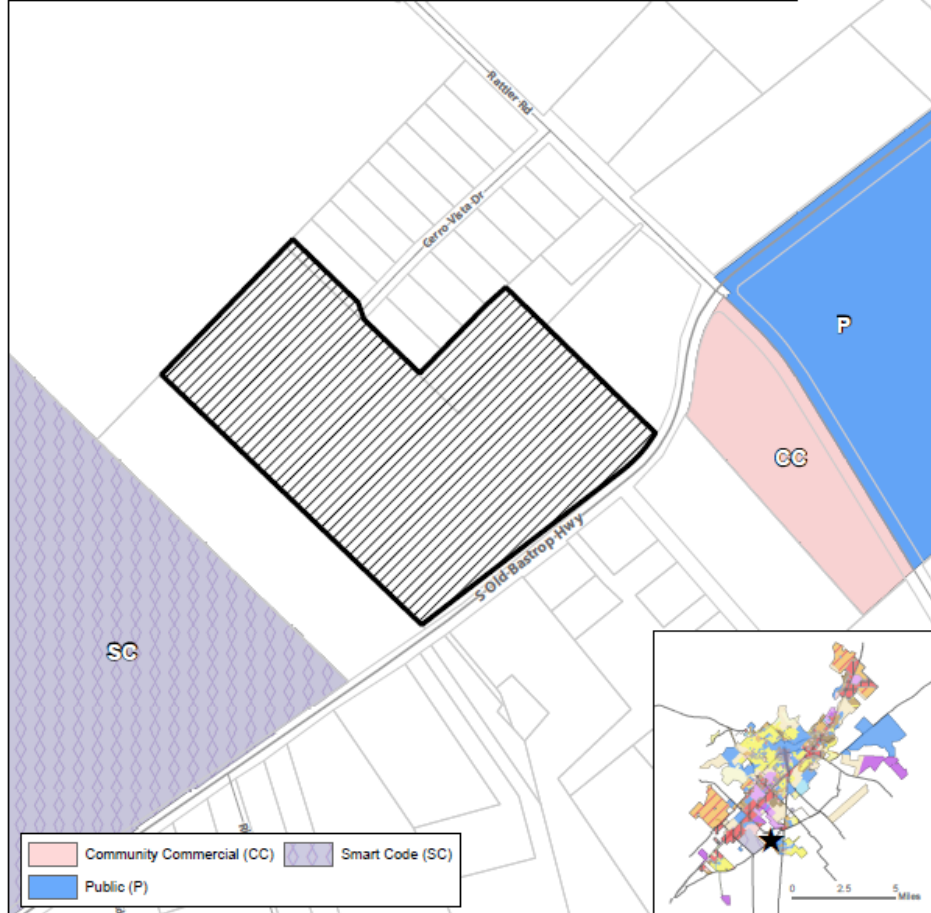 Rattler Rd
Cerro Vista Dr
P
CC
S Old Bastrop Hwy
SC
Community Commercial (CC)
Smart Code (SC)
Public (P)
0 2.5 5
Miles